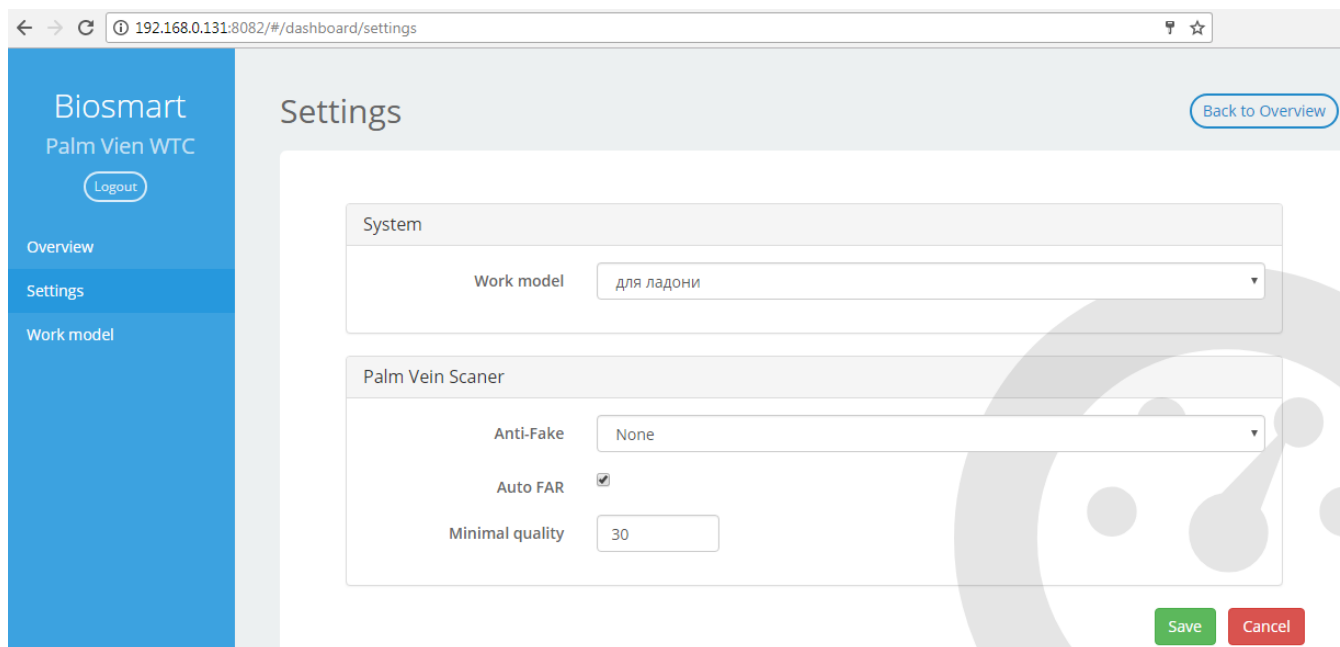 192.168.0.131:8082/#/dashboard/settings
Biosmart
Palm Vien WTC
Logout
Overview
Settings
Work model
Settings
Back to Overview
System
Work model для ладони
Palm Vein Scaner
Anti-Fake None
Auto FAR
Minimal quality 30
Save Cancel